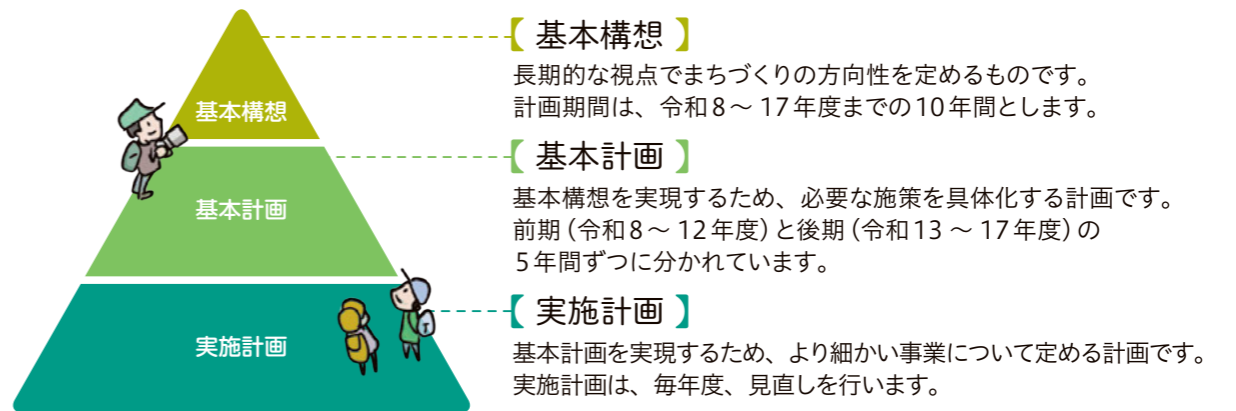 基本構想
【 基本構想 】
長期的な視点でまちづくりの方向性を定めるものです。
計画期間は、令和8～17年度までの10年間とします。
基本計画
【 基本計画 】
基本構想を実現するため、必要な施策を具体化する計画です。
前期（令和8～12年度）と後期（令和13～17年度）の
5年間ずつに分かれています。
実施計画
【 実施計画 】
基本計画を実現するため、より細かい事業について定める計画です。
実施計画は、毎年度、見直しを行います。